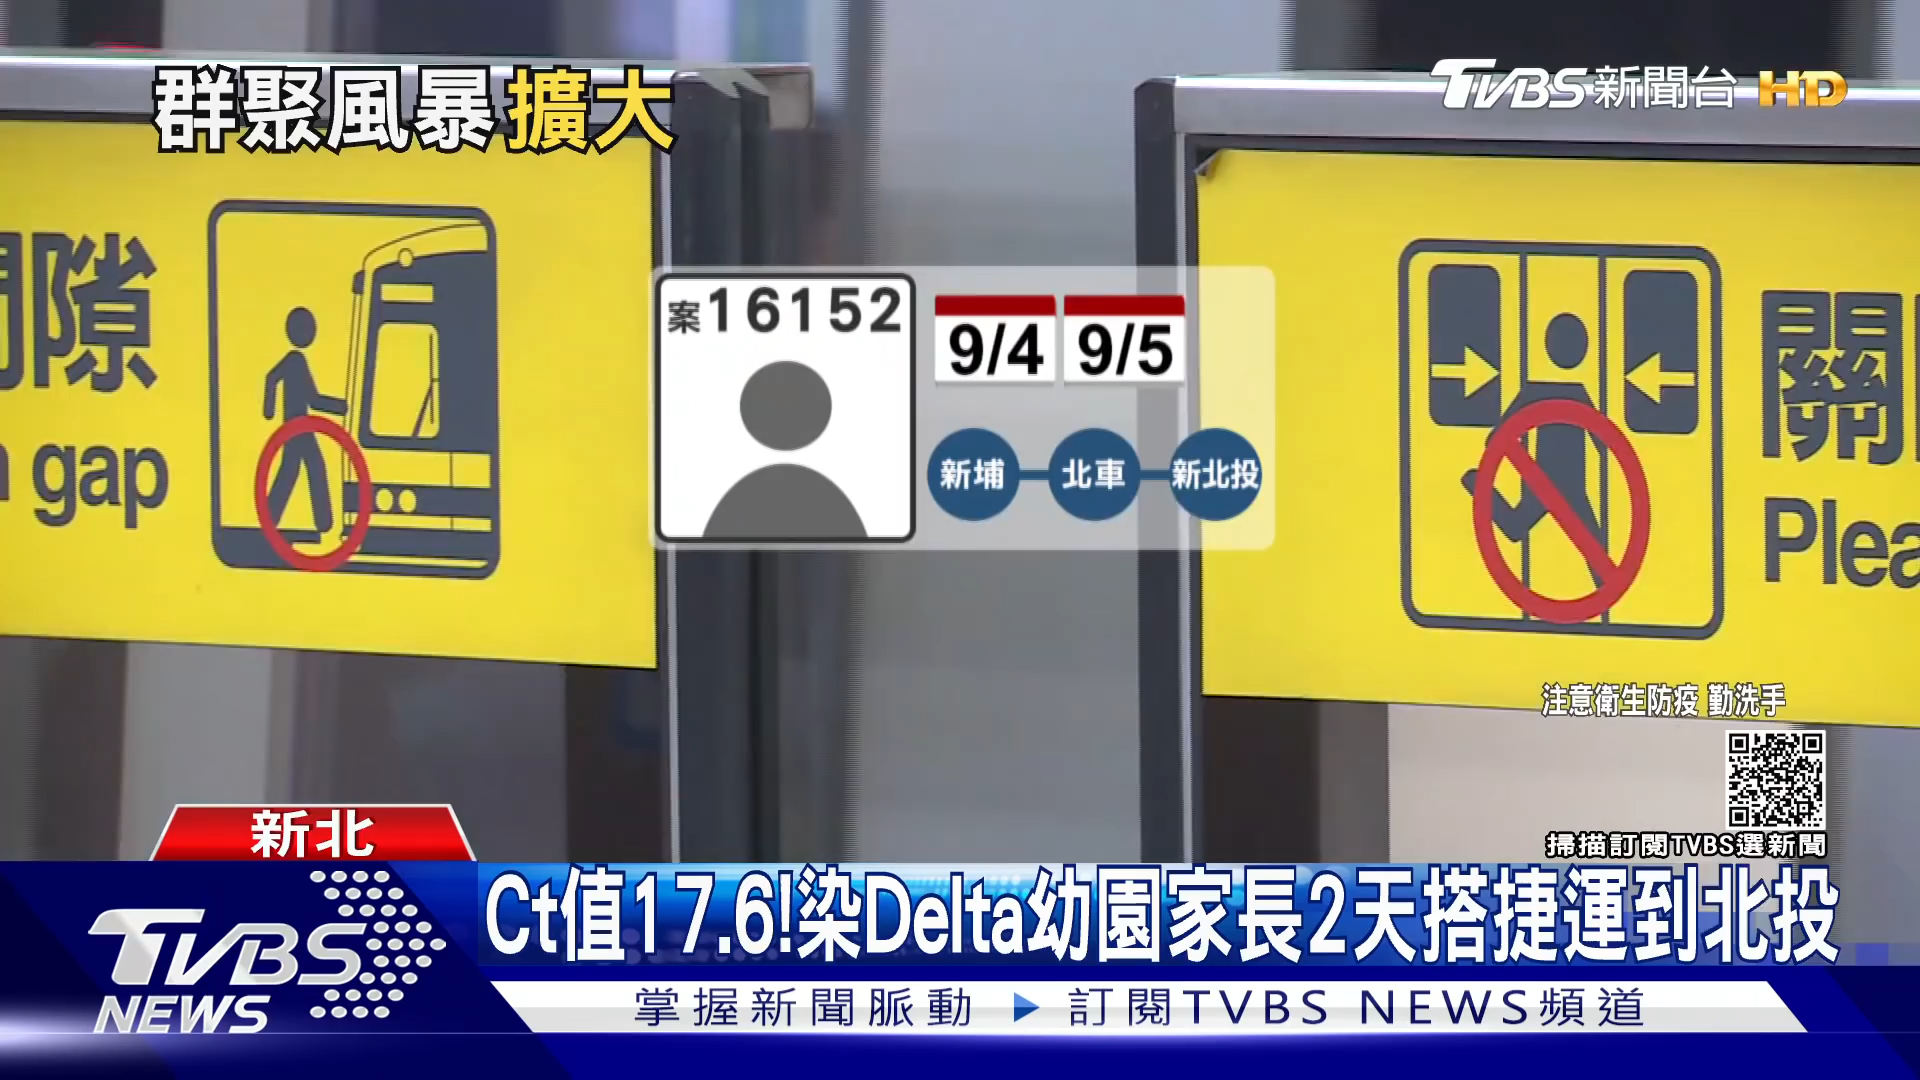 群聚風暴擴大
TVBS新聞台 HD
間隙
gap
關
Plea
案16152
9/4 9/5
新埔 北車 新北投
注意衛生防疫 勤洗手
掃描訂閱TVBS選新聞
新北
Ct值17.6!染Delta幼園家長2天搭捷運到北投
TVBS
NEWS
掌握新聞脈動 ▶ 訂閱TVBS NEWS頻道